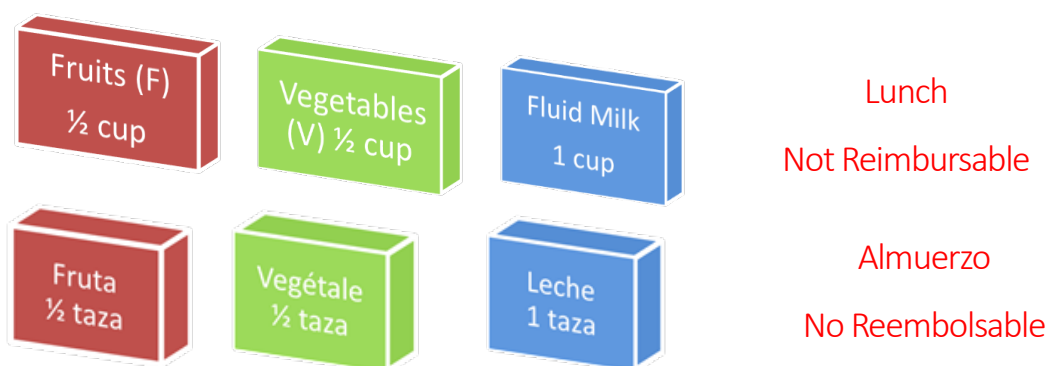 Fruits (F)
½ cup
Vegetables
(V) ½ cup
Fluid Milk
1 cup
Lunch
Not Reimbursable
Fruta
½ taza
Vegétale
½ taza
Leche
1 taza
Almuerzo
No Reembolsable